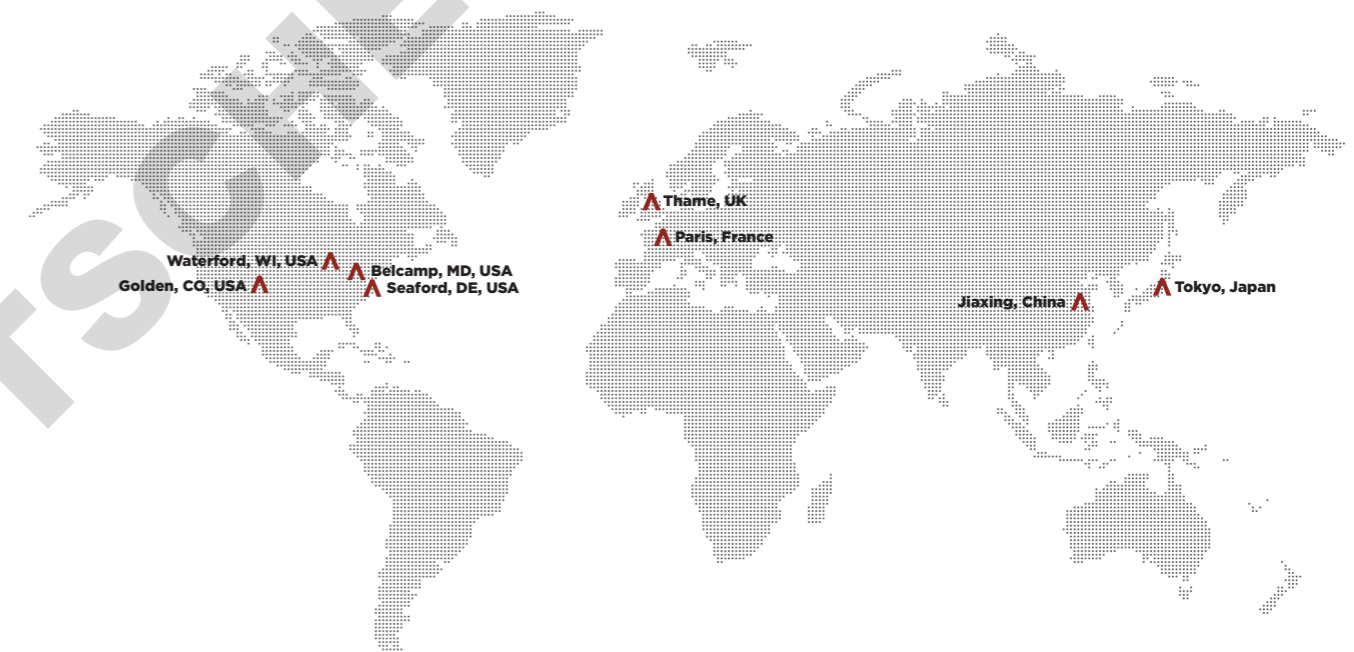 TSCHE
Thame, UK
Paris, France
Waterford, WI, USA
Belcamp, MD, USA
Golden, CO, USA
Seaford, DE, USA
Jiaxing, China
Tokyo, Japan